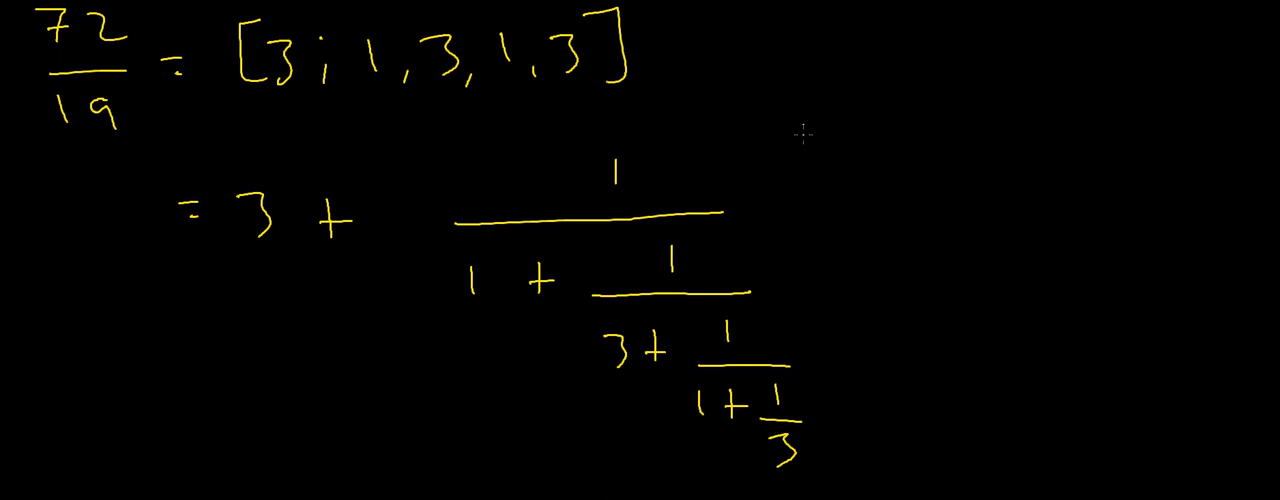 72/19 = [3; 1, 3, 1, 3]
= 3 + 1/(1 + 1/(3 + 1/(1 + 1/3)))